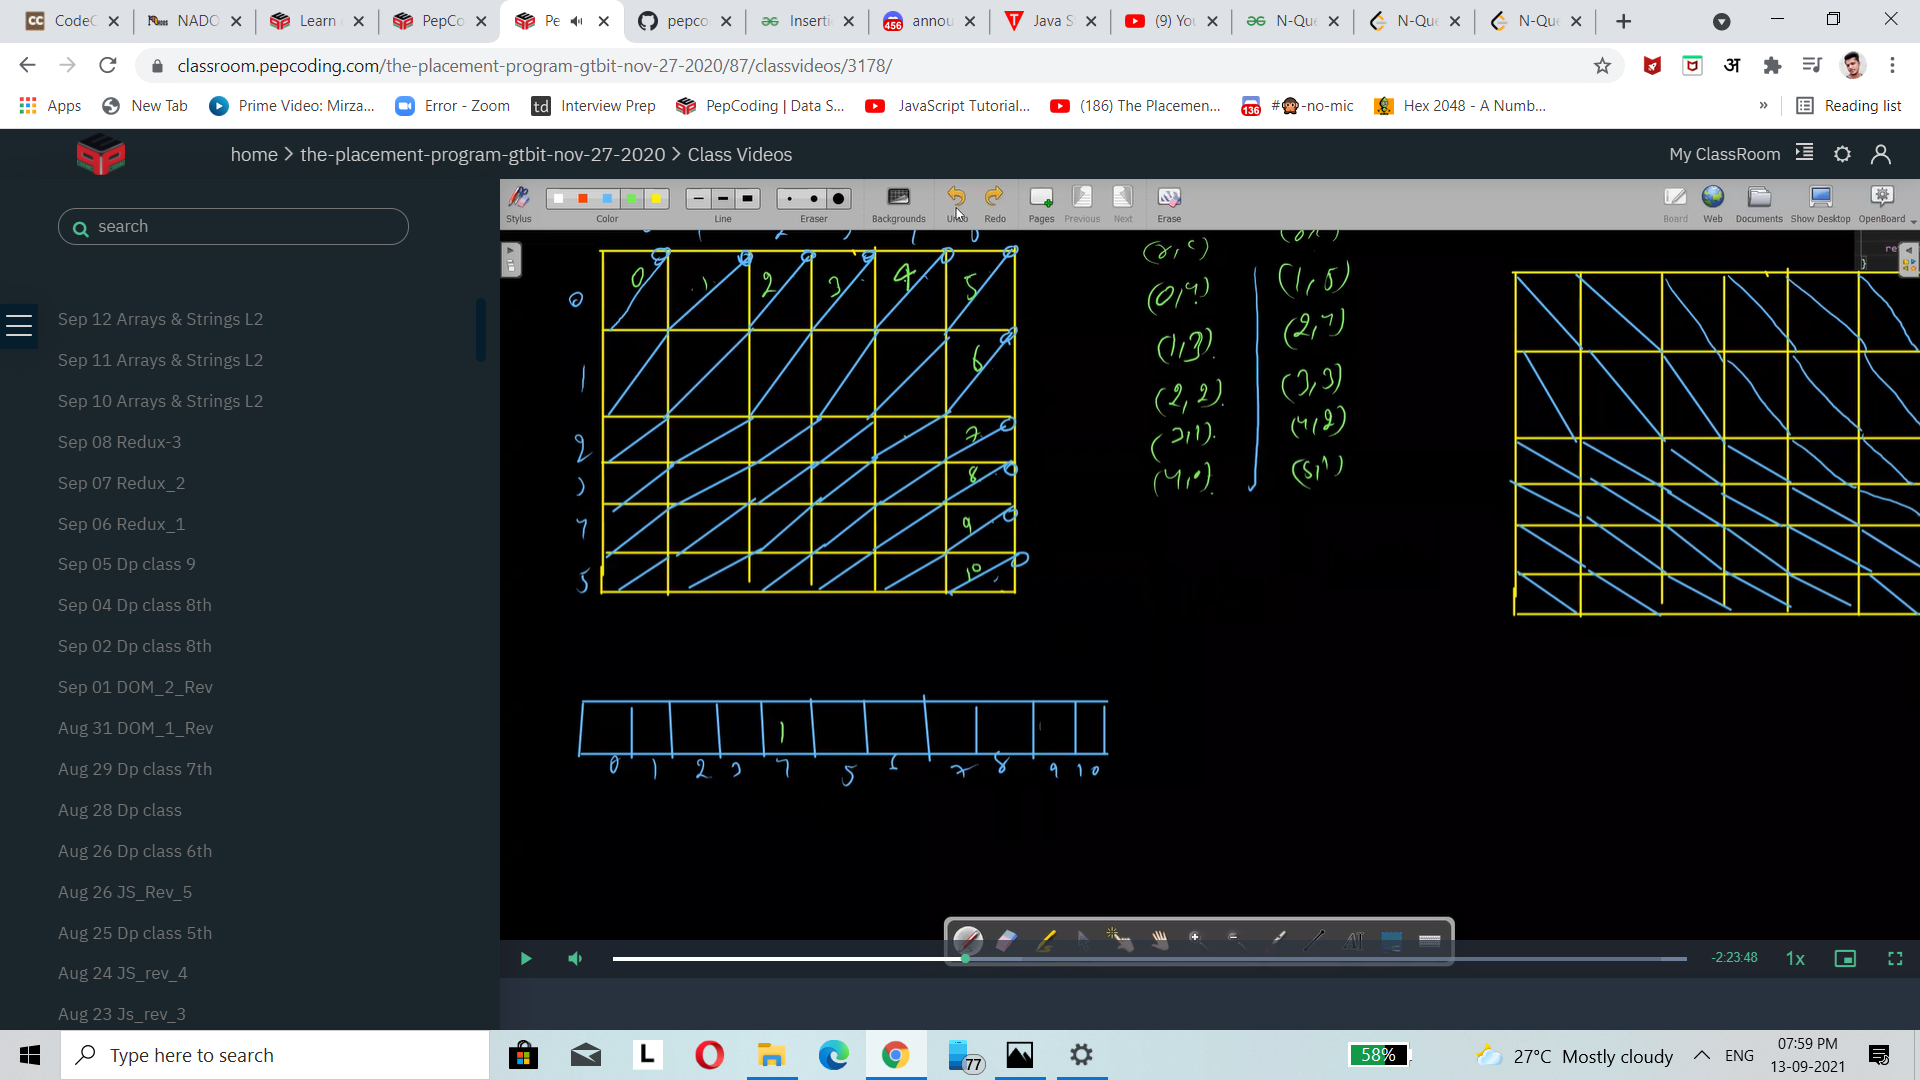 CodeC
NADO
Learn
PepCo
Pe
pepco
Inserti
456
annou
Java S
(9) You
N-Que
N-Que
N-Que
classroom.pepcoding.com/the-placement-program-gtbit-nov-27-2020/87/classvideos/3178/
Apps
New Tab
Prime Video: Mirza...
Error - Zoom
td
Interview Prep
PepCoding | Data S...
JavaScript Tutorial...
(186) The Placemen...
136
#🙊-no-mic
Hex 2048 - A Numb...
»
Reading list
home > the-placement-program-gtbit-nov-27-2020 > Class Videos
My ClassRoom
search
Sep 12 Arrays & Strings L2
Sep 11 Arrays & Strings L2
Sep 10 Arrays & Strings L2
Sep 08 Redux-3
Sep 07 Redux_2
Sep 06 Redux_1
Sep 05 Dp class 9
Sep 04 Dp class 8th
Sep 02 Dp class 8th
Sep 01 DOM_2_Rev
Aug 31 DOM_1_Rev
Aug 29 Dp class 7th
Aug 28 Dp class
Aug 26 Dp class 6th
Aug 26 JS_Rev_5
Aug 25 Dp class 5th
Aug 24 JS_rev_4
Aug 23 Js_rev_3
Stylus
Color
Line
Eraser
Backgrounds
Undo
Redo
Pages
Previous
Next
Erase
Board
Web
Documents
Show Desktop
OpenBoard
re
}
0 1 2 3 4 5
0
1 6
2 7
3 8
4 9
5 10
(0,4) (1,5)
(1,3) (2,4)
(2,2) (3,3)
(3,1) (4,2)
(4,0) (5,1)
1
0 1 2 3 4 5 6 7 8 9 10
-2:23:48
1x
Type here to search
L
77
58%
27°C Mostly cloudy
ENG
07:59 PM
13-09-2021